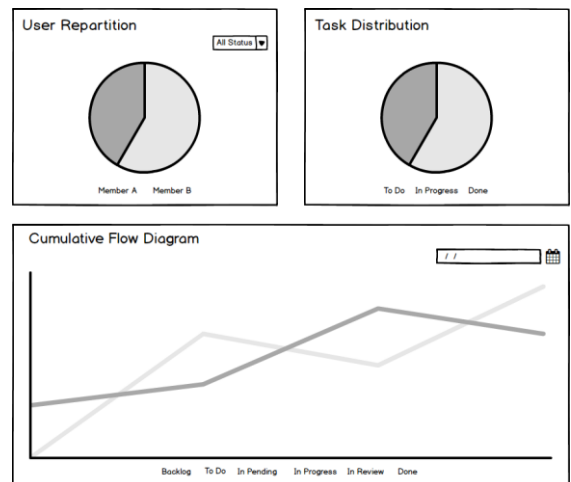 User Repartition
All Status
Member A Member B
Task Distribution
To Do In Progress Done
Cumulative Flow Diagram
/ /
Backlog To Do In Pending In Progress In Review Done